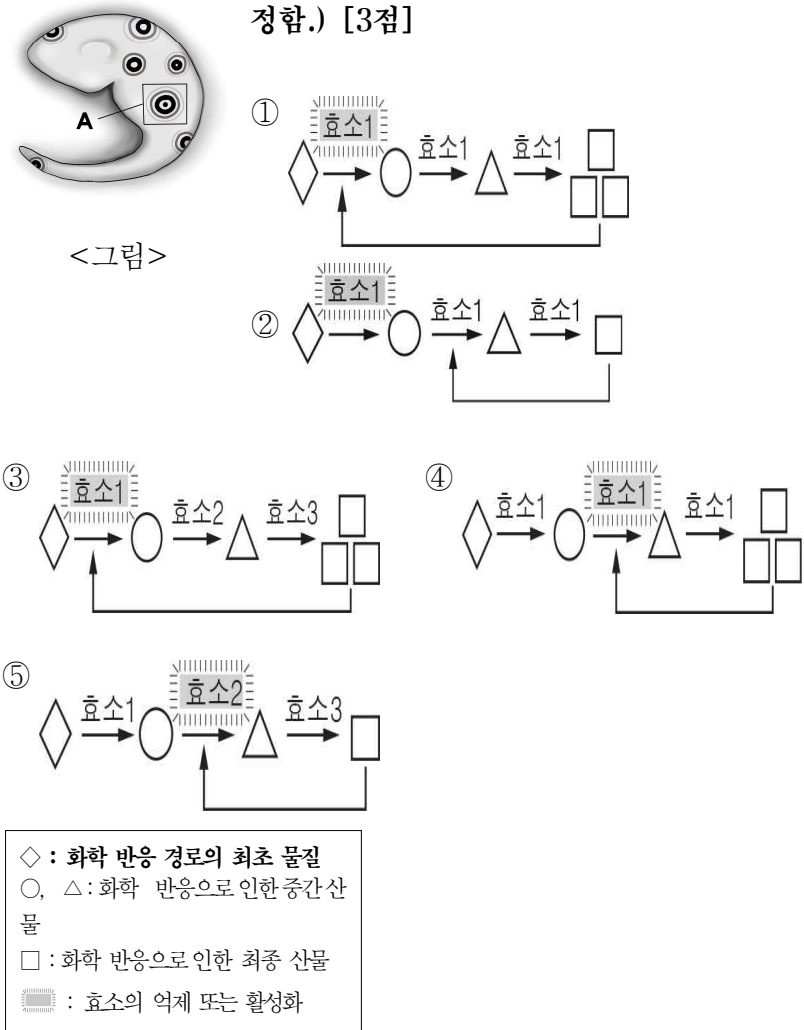 정함.) [3점]
A
<그림>
①
효소1 효소1 효소1
②
효소1 효소1 효소1
③
효소1 효소2 효소3
④
효소1 효소1 효소1
⑤
효소1 효소2 효소3
◇ : 화학 반응 경로의 최초 물질
○, △ : 화학 반응으로 인한 중간 산
물
□ : 화학 반응으로 인한 최종 산물
: 효소의 억제 또는 활성화